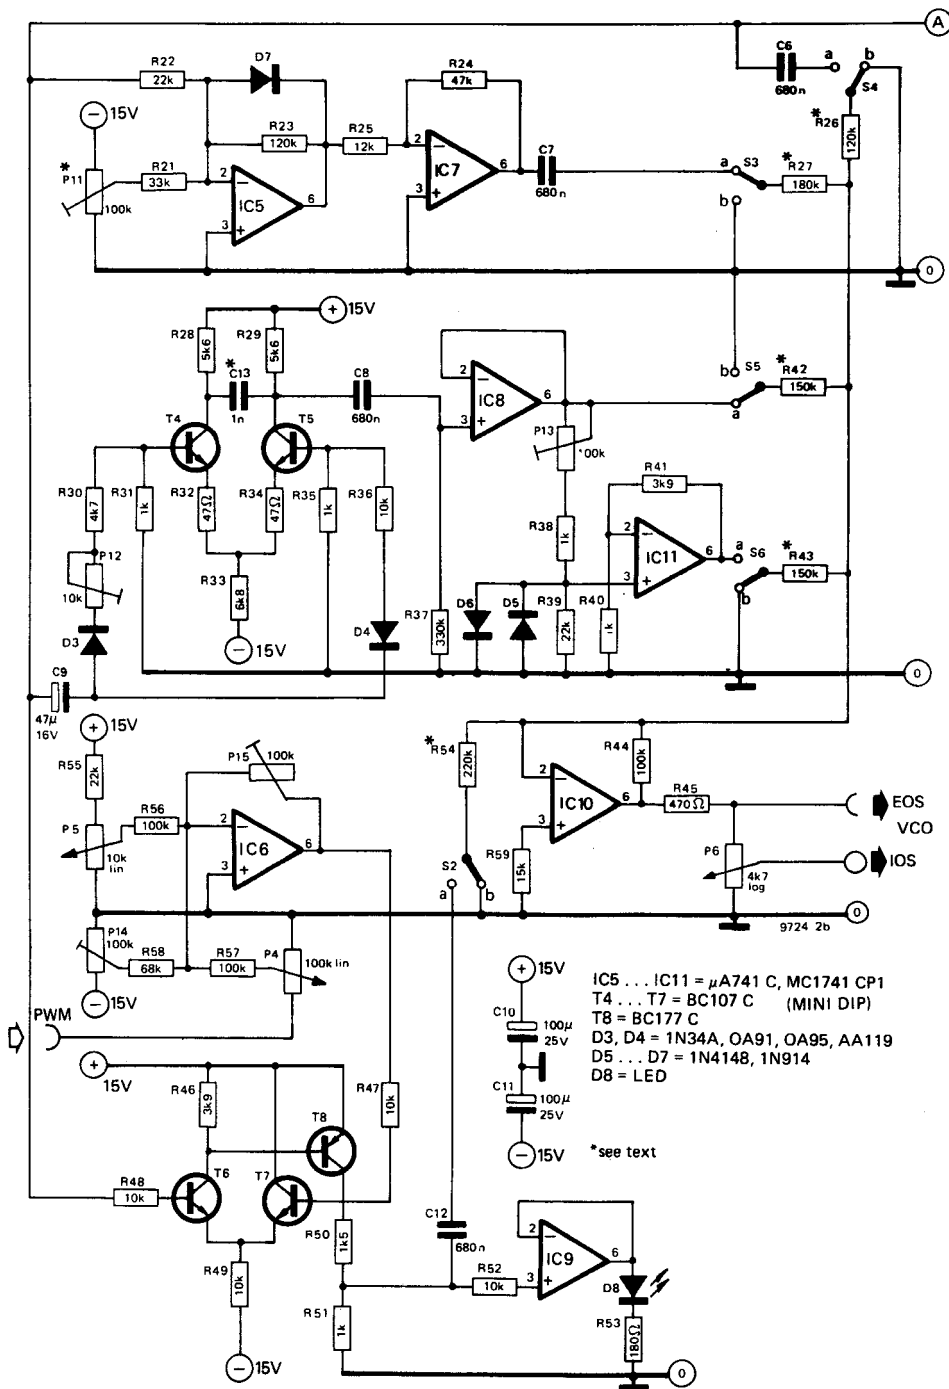 A
C6
680n
a
b
S4
*
R26
120k
R22
22k
D7
R24
47k
− 15V
R23
120k
R25
12k
*
P11
100k
R21
33k
2
−
IC5
6
3
+
2
−
IC7
6
3
+
C7
680n
a
S3
b
*
R27
180k
0
+ 15V
R28
5k6
R29
5k6
*
C13
1n
C8
680n
T4
T5
2
−
IC8
6
3
+
b
S5
a
*
R42
150k
P13
100k
R30
4k7
R31
1k
R32
47Ω
R34
47Ω
R35
1k
R36
10k
R41
3k9
R38
1k
2
−
IC11
6
3
+
a
S6
b
*
R43
150k
P12
10k
R33
6k8
− 15V
D3
D4
R37
330k
D6
D5
R39
22k
R40
1k
0
C9
47µ
16V
+ 15V
R55
22k
P15
100k
R56
100k
P5
10k
lin
2
−
IC6
6
3
+
*
R54
220k
2
−
IC10
6
3
+
R44
100k
R45
470Ω
EOS
VCO
IOS
P6
4k7
log
R59
15k
S2
a
b
0
9724 2b
P14
100k
R58
68k
R57
100k
P4
100k lin
− 15V
PWM
+ 15V
C10
100µ
25V
C11
100µ
25V
− 15V
IC5 ... IC11 = µA741 C, MC1741 CP1
T4 ... T7 = BC107 C (MINI DIP)
T8 = BC177 C
D3, D4 = 1N34A, OA91, OA95, AA119
D5 ... D7 = 1N4148, 1N914
D8 = LED
*see text
+
15V
R46
3k9
R47
10k
T8
R48
10k
T6
T7
R49
10k
− 15V
R50
1k5
R51
1k
C12
680n
R52
10k
2
−
IC9
6
3
+
D8
R53
180Ω
0